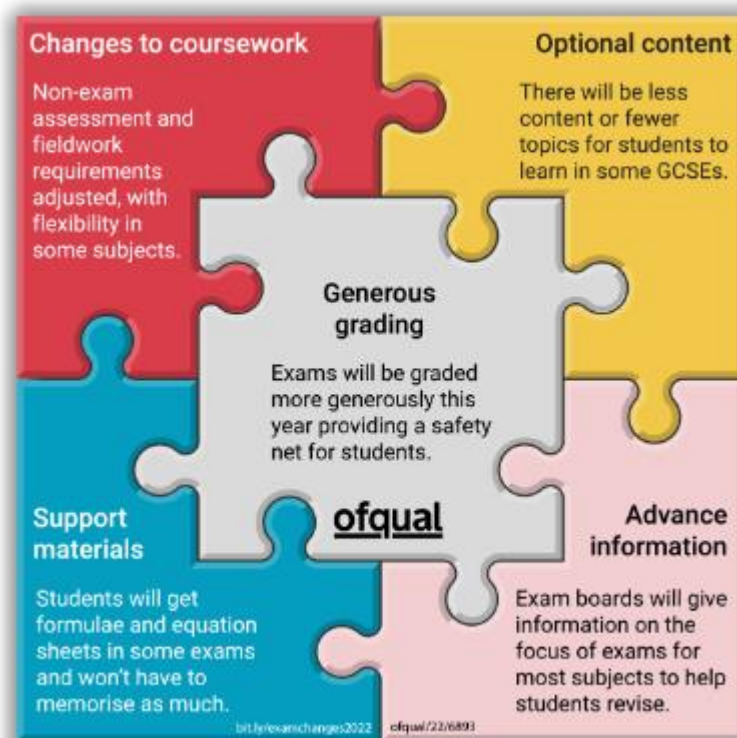 Changes to coursework
Non-exam
assessment and
fieldwork
requirements
adjusted, with
flexibility in
some subjects.
Optional content
There will be less
content or fewer
topics for students to
learn in some GCSEs.
Generous
grading
Exams will be graded
more generously this
year providing a safety
net for students.
ofqual
Support
materials
Students will get
formulae and equation
sheets in some exams
and won't have to
memorise as much.
bit.ly/examchanges2022
Advance
information
Exam boards will give
information on the
focus of exams for
most subjects to help
students revise.
ofqual/22/6893